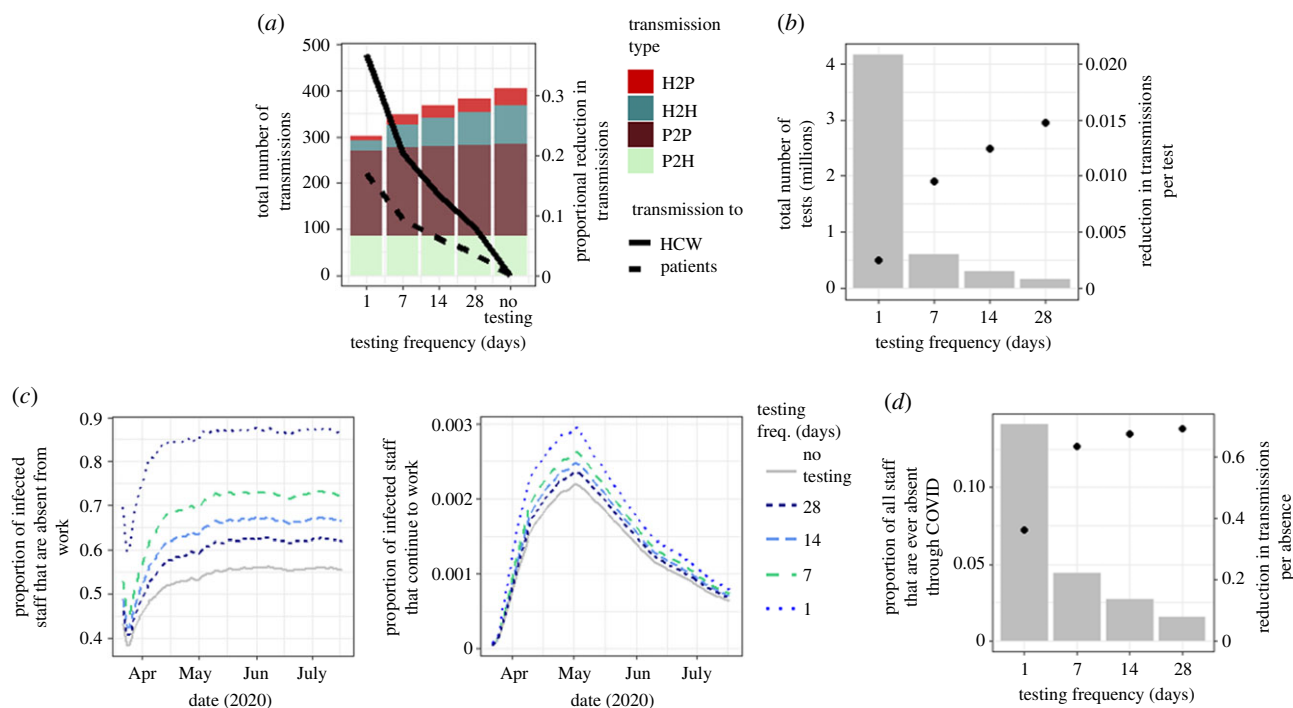 (a)
transmission
type
H2P
H2H
P2P
P2H
transmission to
HCW
patients
total number of
transmissions
500
400
300
200
100
0
proportional reduction in
transmissions
0.3
0.2
0.1
0
1 7 14 28 no
testing
testing frequency (days)
(b)
total number of
tests (millions)
4
3
2
1
0
reduction in transmissions
per test
0.020
0.015
0.010
0.005
0
1 7 14 28
testing frequency (days)
(c)
proportion of infected
staff that are absent from
work
0.9
0.8
0.7
0.6
0.5
0.4
Apr May Jun July
date (2020)
proportion of infected staff
that continue to work
0.003
0.002
0.001
0
Apr May June July
date (2020)
testing
freq. (days)
no
testing
28
14
7
1
(d)
proportion of all staff
that are ever absent
through COVID
0.10
0.05
0
reduction in transmissions
per absence
0.6
0.4
0.2
0
1 7 14 28
testing frequency (days)